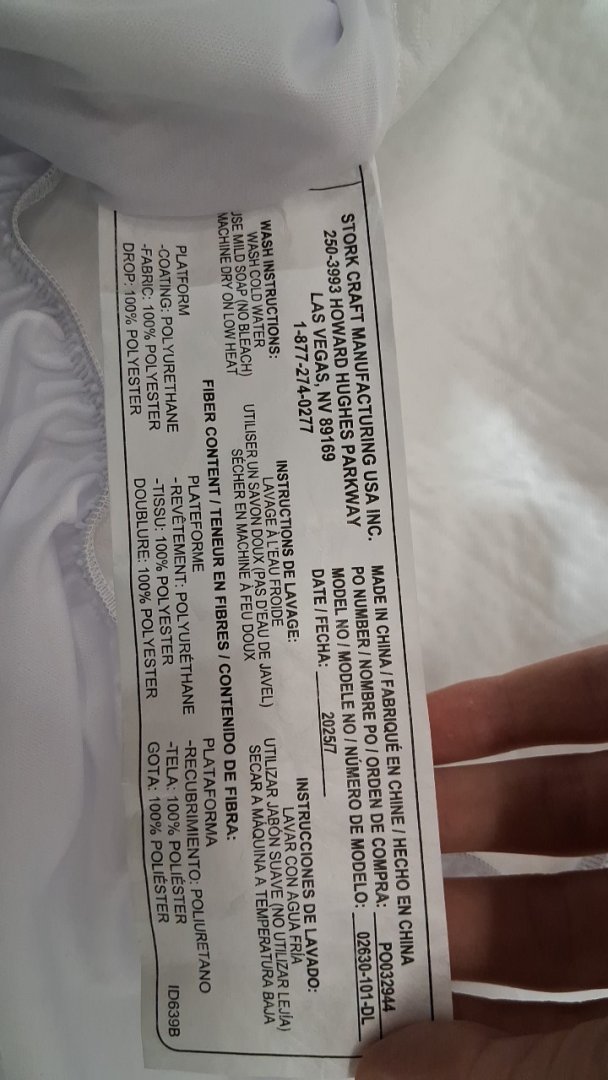 STORK CRAFT MANUFACTURING USA INC.
250-3993 HOWARD HUGHES PARKWAY
LAS VEGAS, NV 89169
1-877-274-0277
MADE IN CHINA / FABRIQUÉ EN CHINE / HECHO EN CHINA
PO NUMBER / NOMBRE PO / ORDEN DE COMPRA: PO032944
MODEL NO / MODELE NO / NÚMERO DE MODELO: 02630-101-DL
DATE / FECHA: 2025/7
WASH INSTRUCTIONS:
WASH COLD WATER
USE MILD SOAP (NO BLEACH)
MACHINE DRY ON LOW HEAT
INSTRUCTIONS DE LAVAGE:
LAVAGE À L'EAU FROIDE
UTILISER UN SAVON DOUX (PAS D'EAU DE JAVEL)
SÉCHER EN MACHINE À FEU DOUX
INSTRUCCIONES DE LAVADO:
LAVAR CON AGUA FRÍA
UTILIZAR JABÓN SUAVE (NO UTILIZAR LEJÍA)
SECAR A MÁQUINA A TEMPERATURA BAJA
FIBER CONTENT / TENEUR EN FIBRES / CONTENIDO DE FIBRA:
PLATFORM
-COATING: POLYURETHANE
-FABRIC: 100% POLYESTER
DROP: 100% POLYESTER
PLATEFORME
- REVÊTEMENT: POLYURÉTHANE
-TISSU: 100% POLYESTER
DOUBLURE: 100% POLYESTER
PLATAFORMA
-RECUBRIMIENTO: POLIURETANO
-TELA: 100% POLIÉSTER
GOTA: 100% POLIÉSTER
ID639B